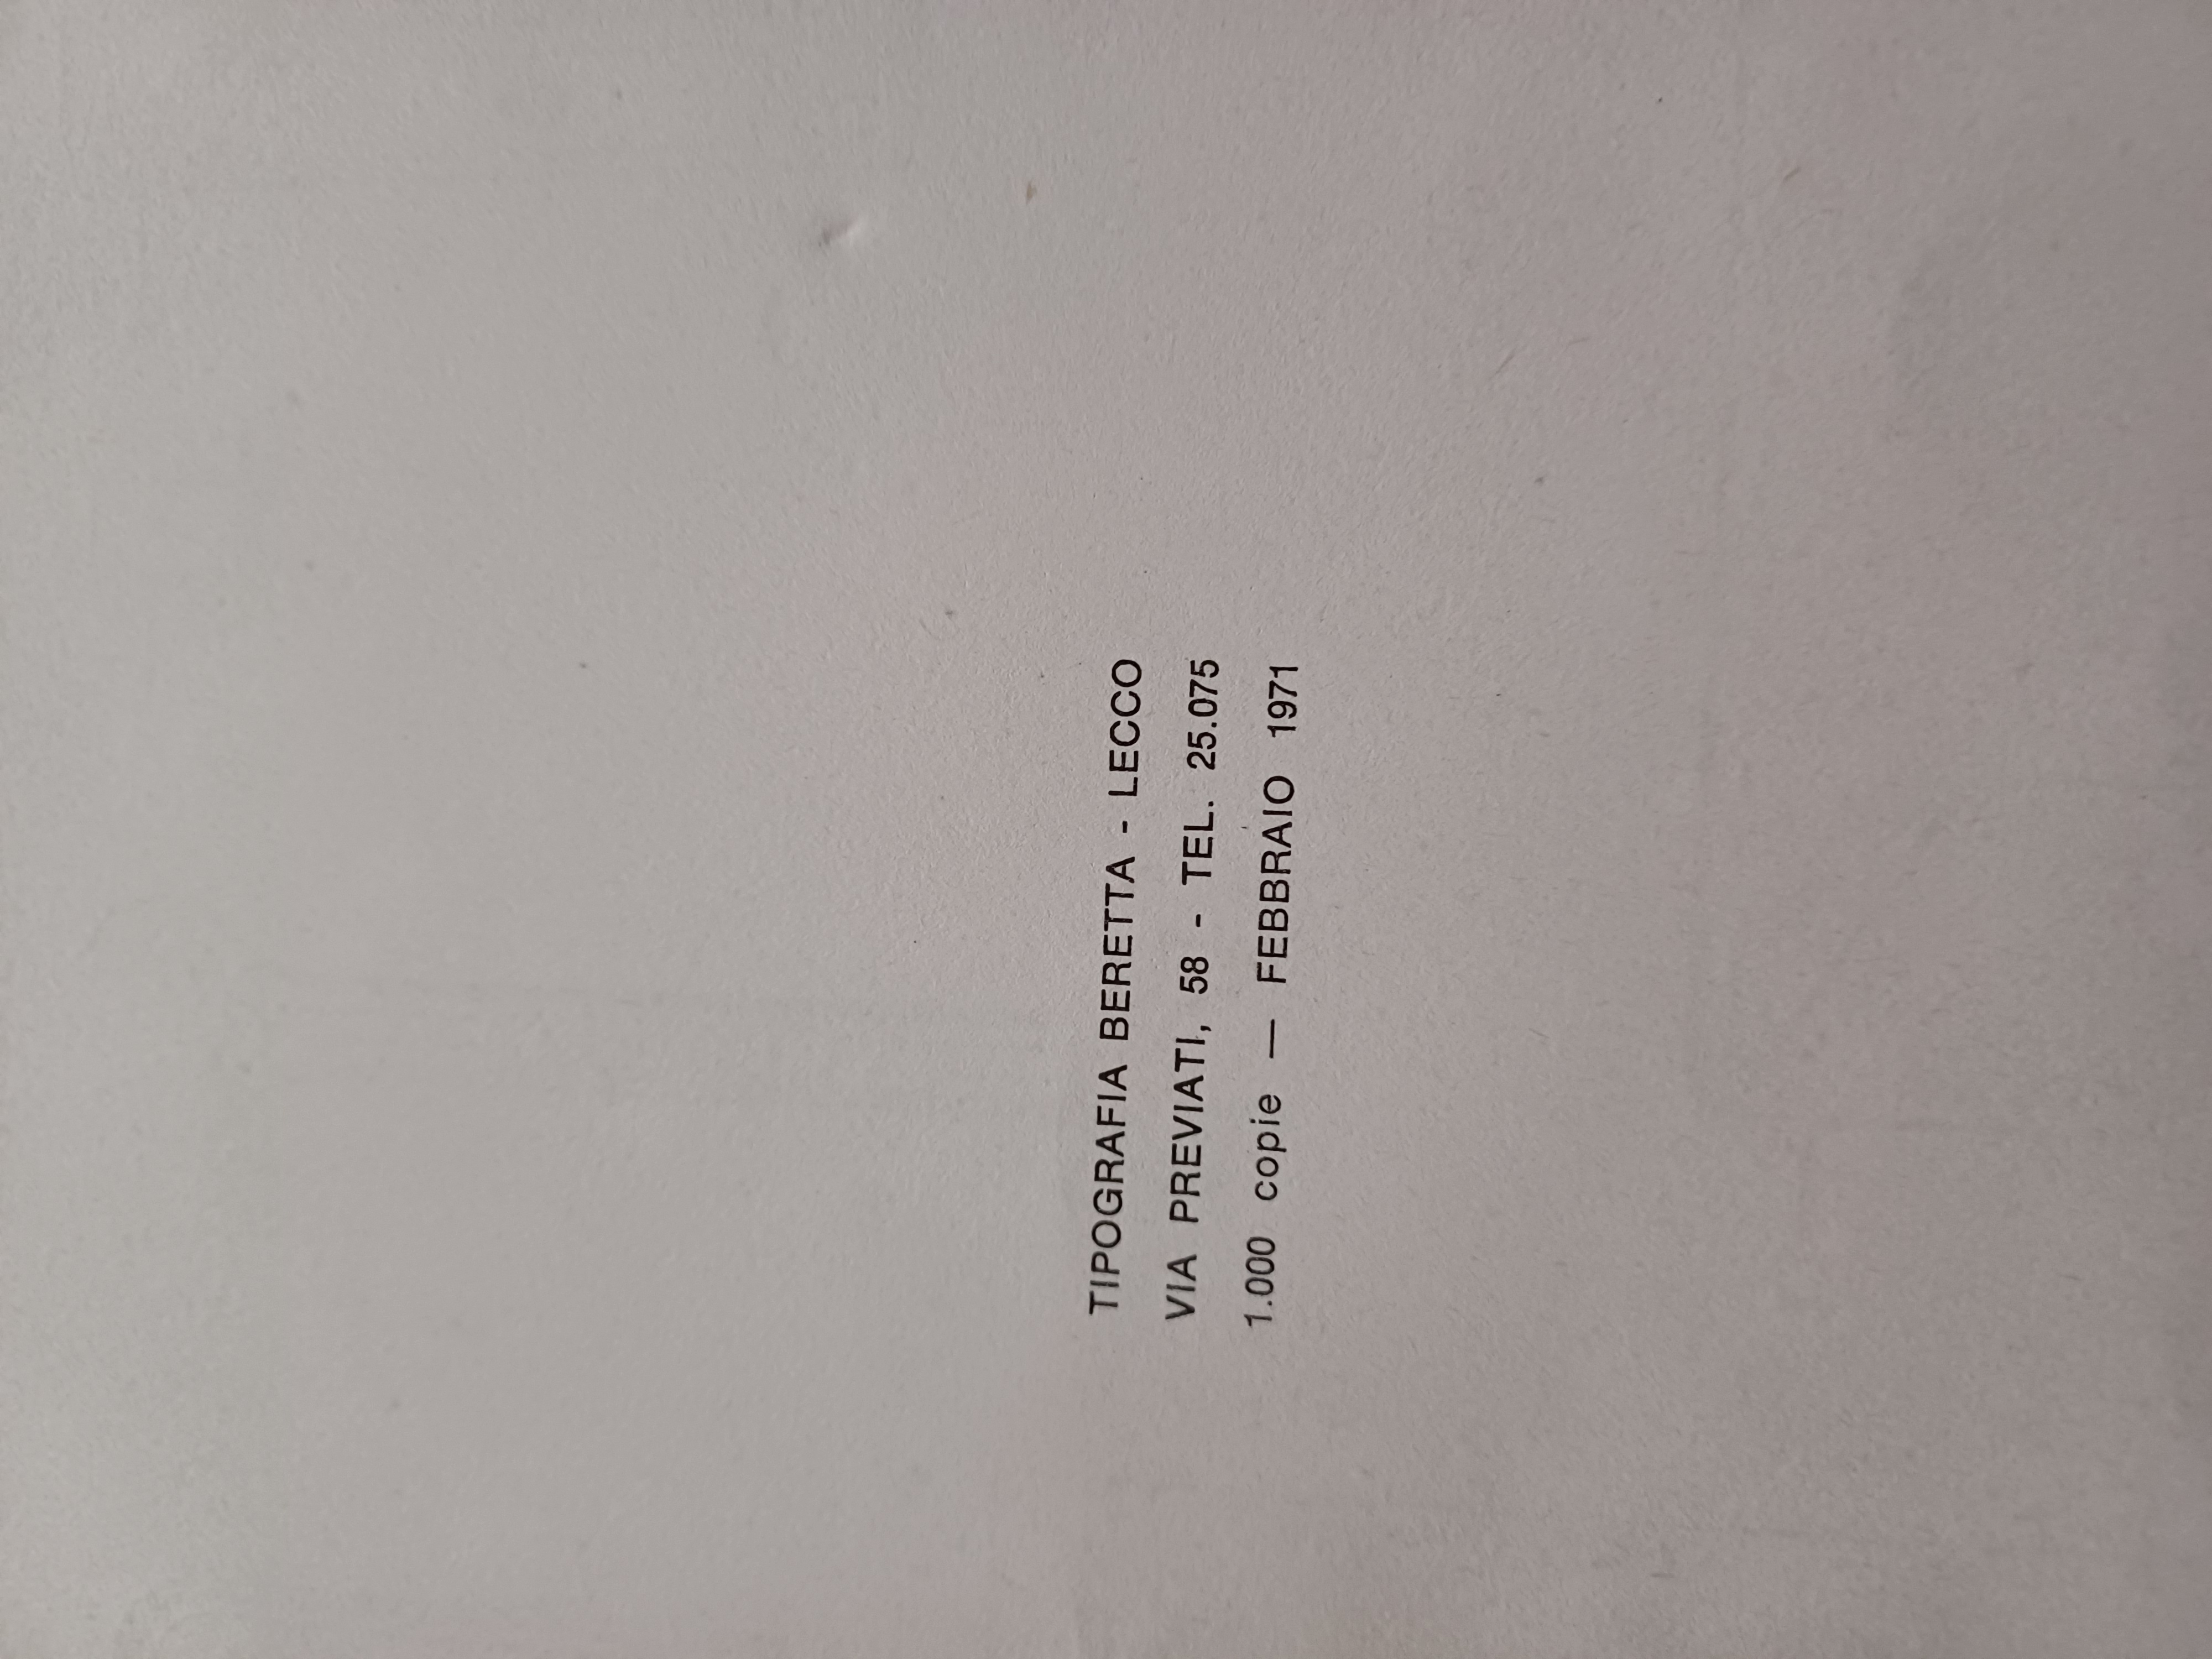 TIPOGRAFIA BERETTA - LECCO
VIA PREVIATI, 58 - TEL. 25.075
1.000 copie — FEBBRAIO 1971